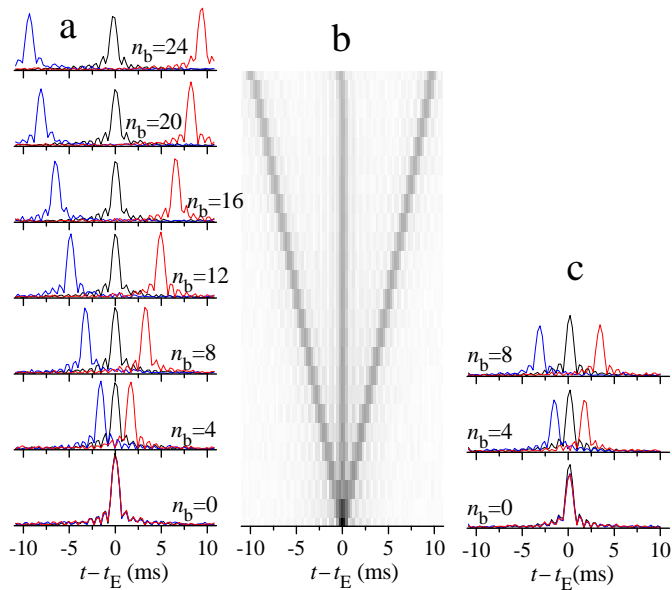 a
n_b=24
n_b=20
n_b=16
n_b=12
n_b=8
n_b=4
n_b=0
-10 -5 0 5 10
t-t_E (ms)
b
-10 -5 0 5 10
t-t_E (ms)
c
n_b=8
n_b=4
n_b=0
-10 -5 0 5 10
t-t_E (ms)